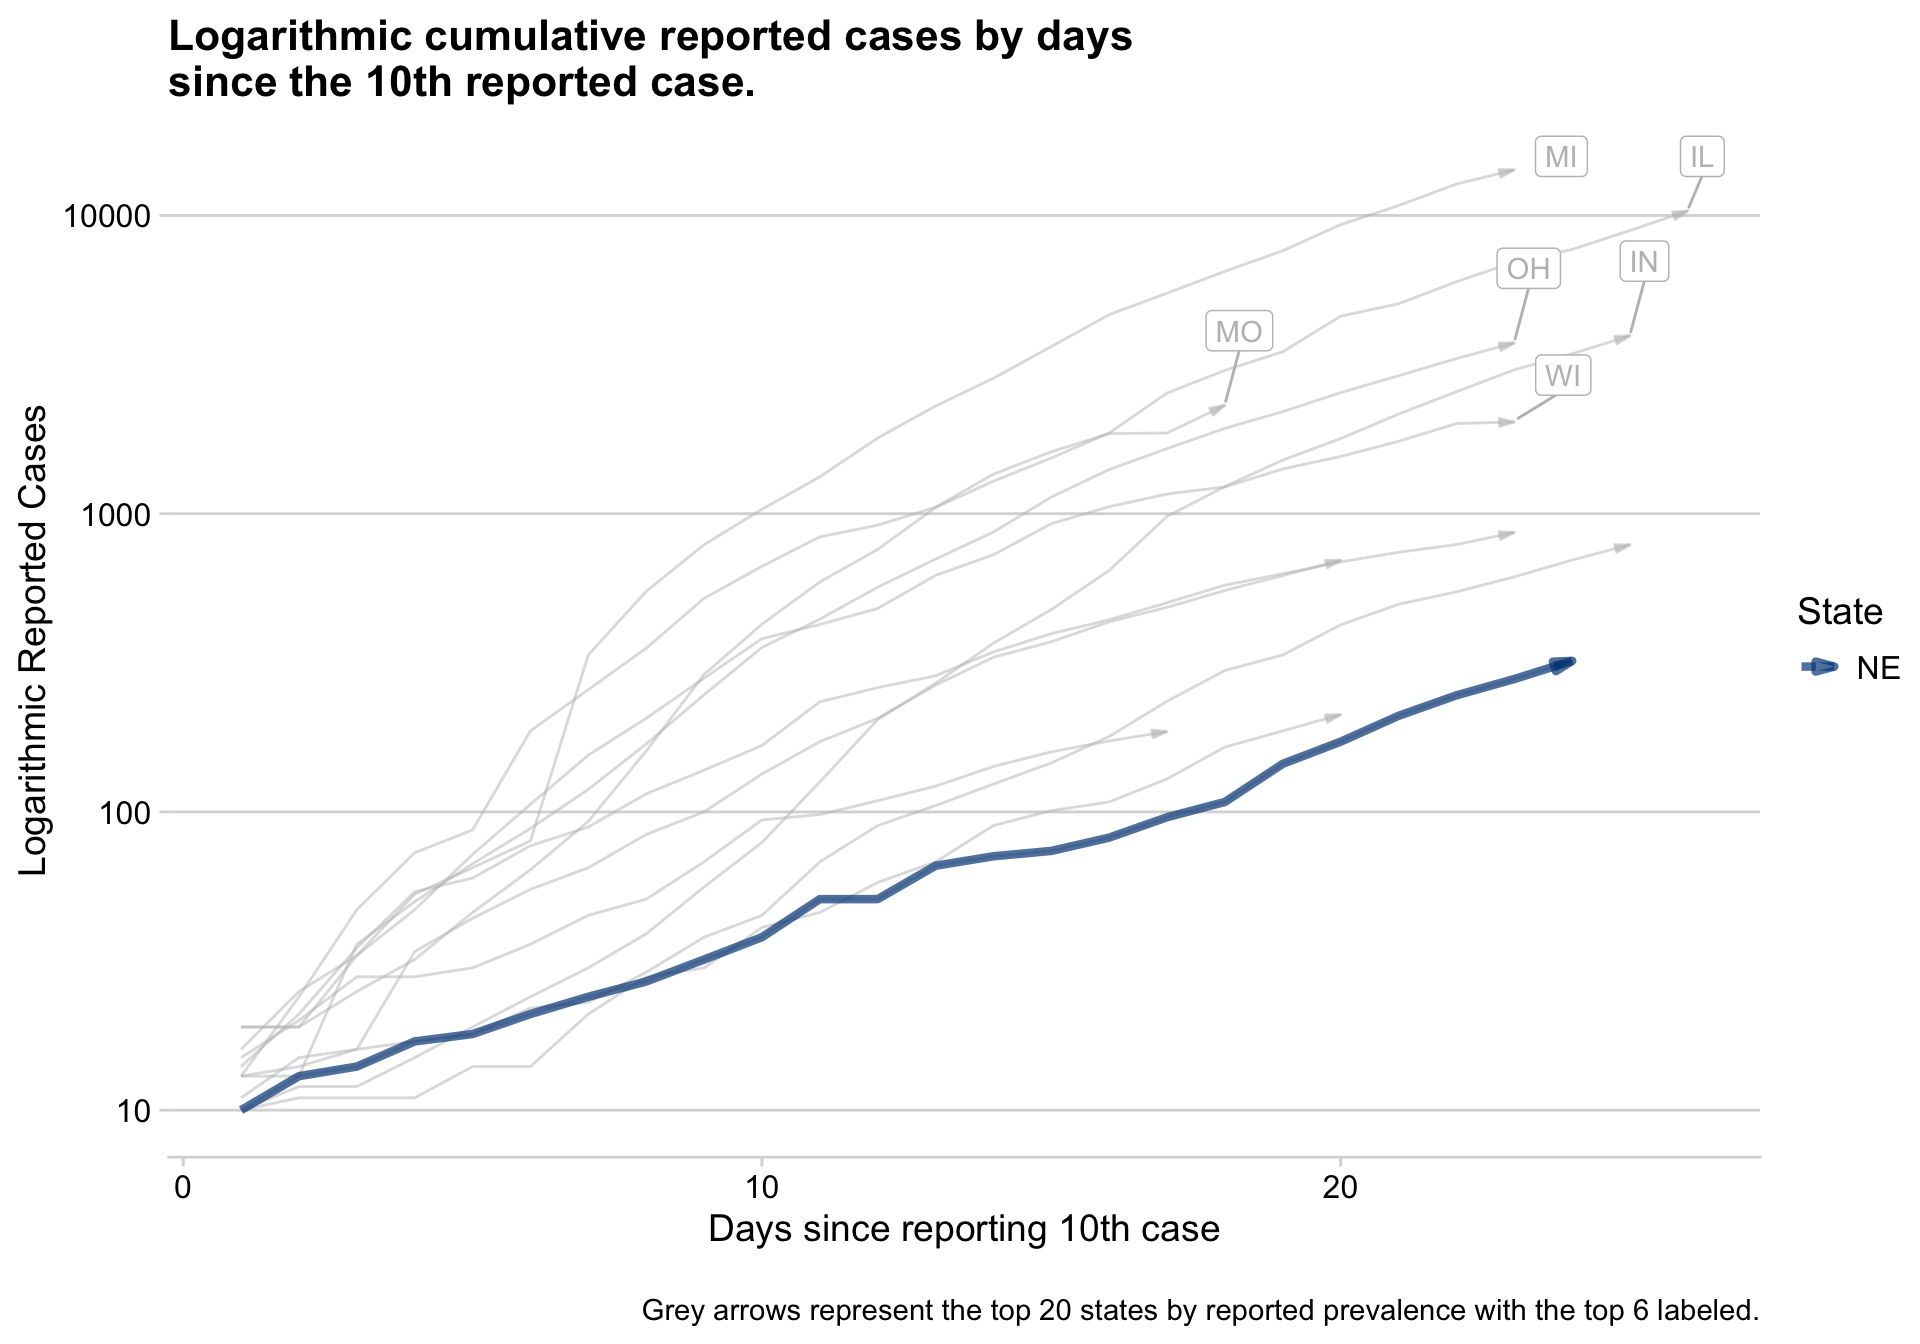 Logarithmic cumulative reported cases by days
since the 10th reported case.
MI
IL
10000
OH
IN
MO
WI
1000
100
10
Logarithmic Reported Cases
State
NE
0
10
20
Days since reporting 10th case
Grey arrows represent the top 20 states by reported prevalence with the top 6 labeled.